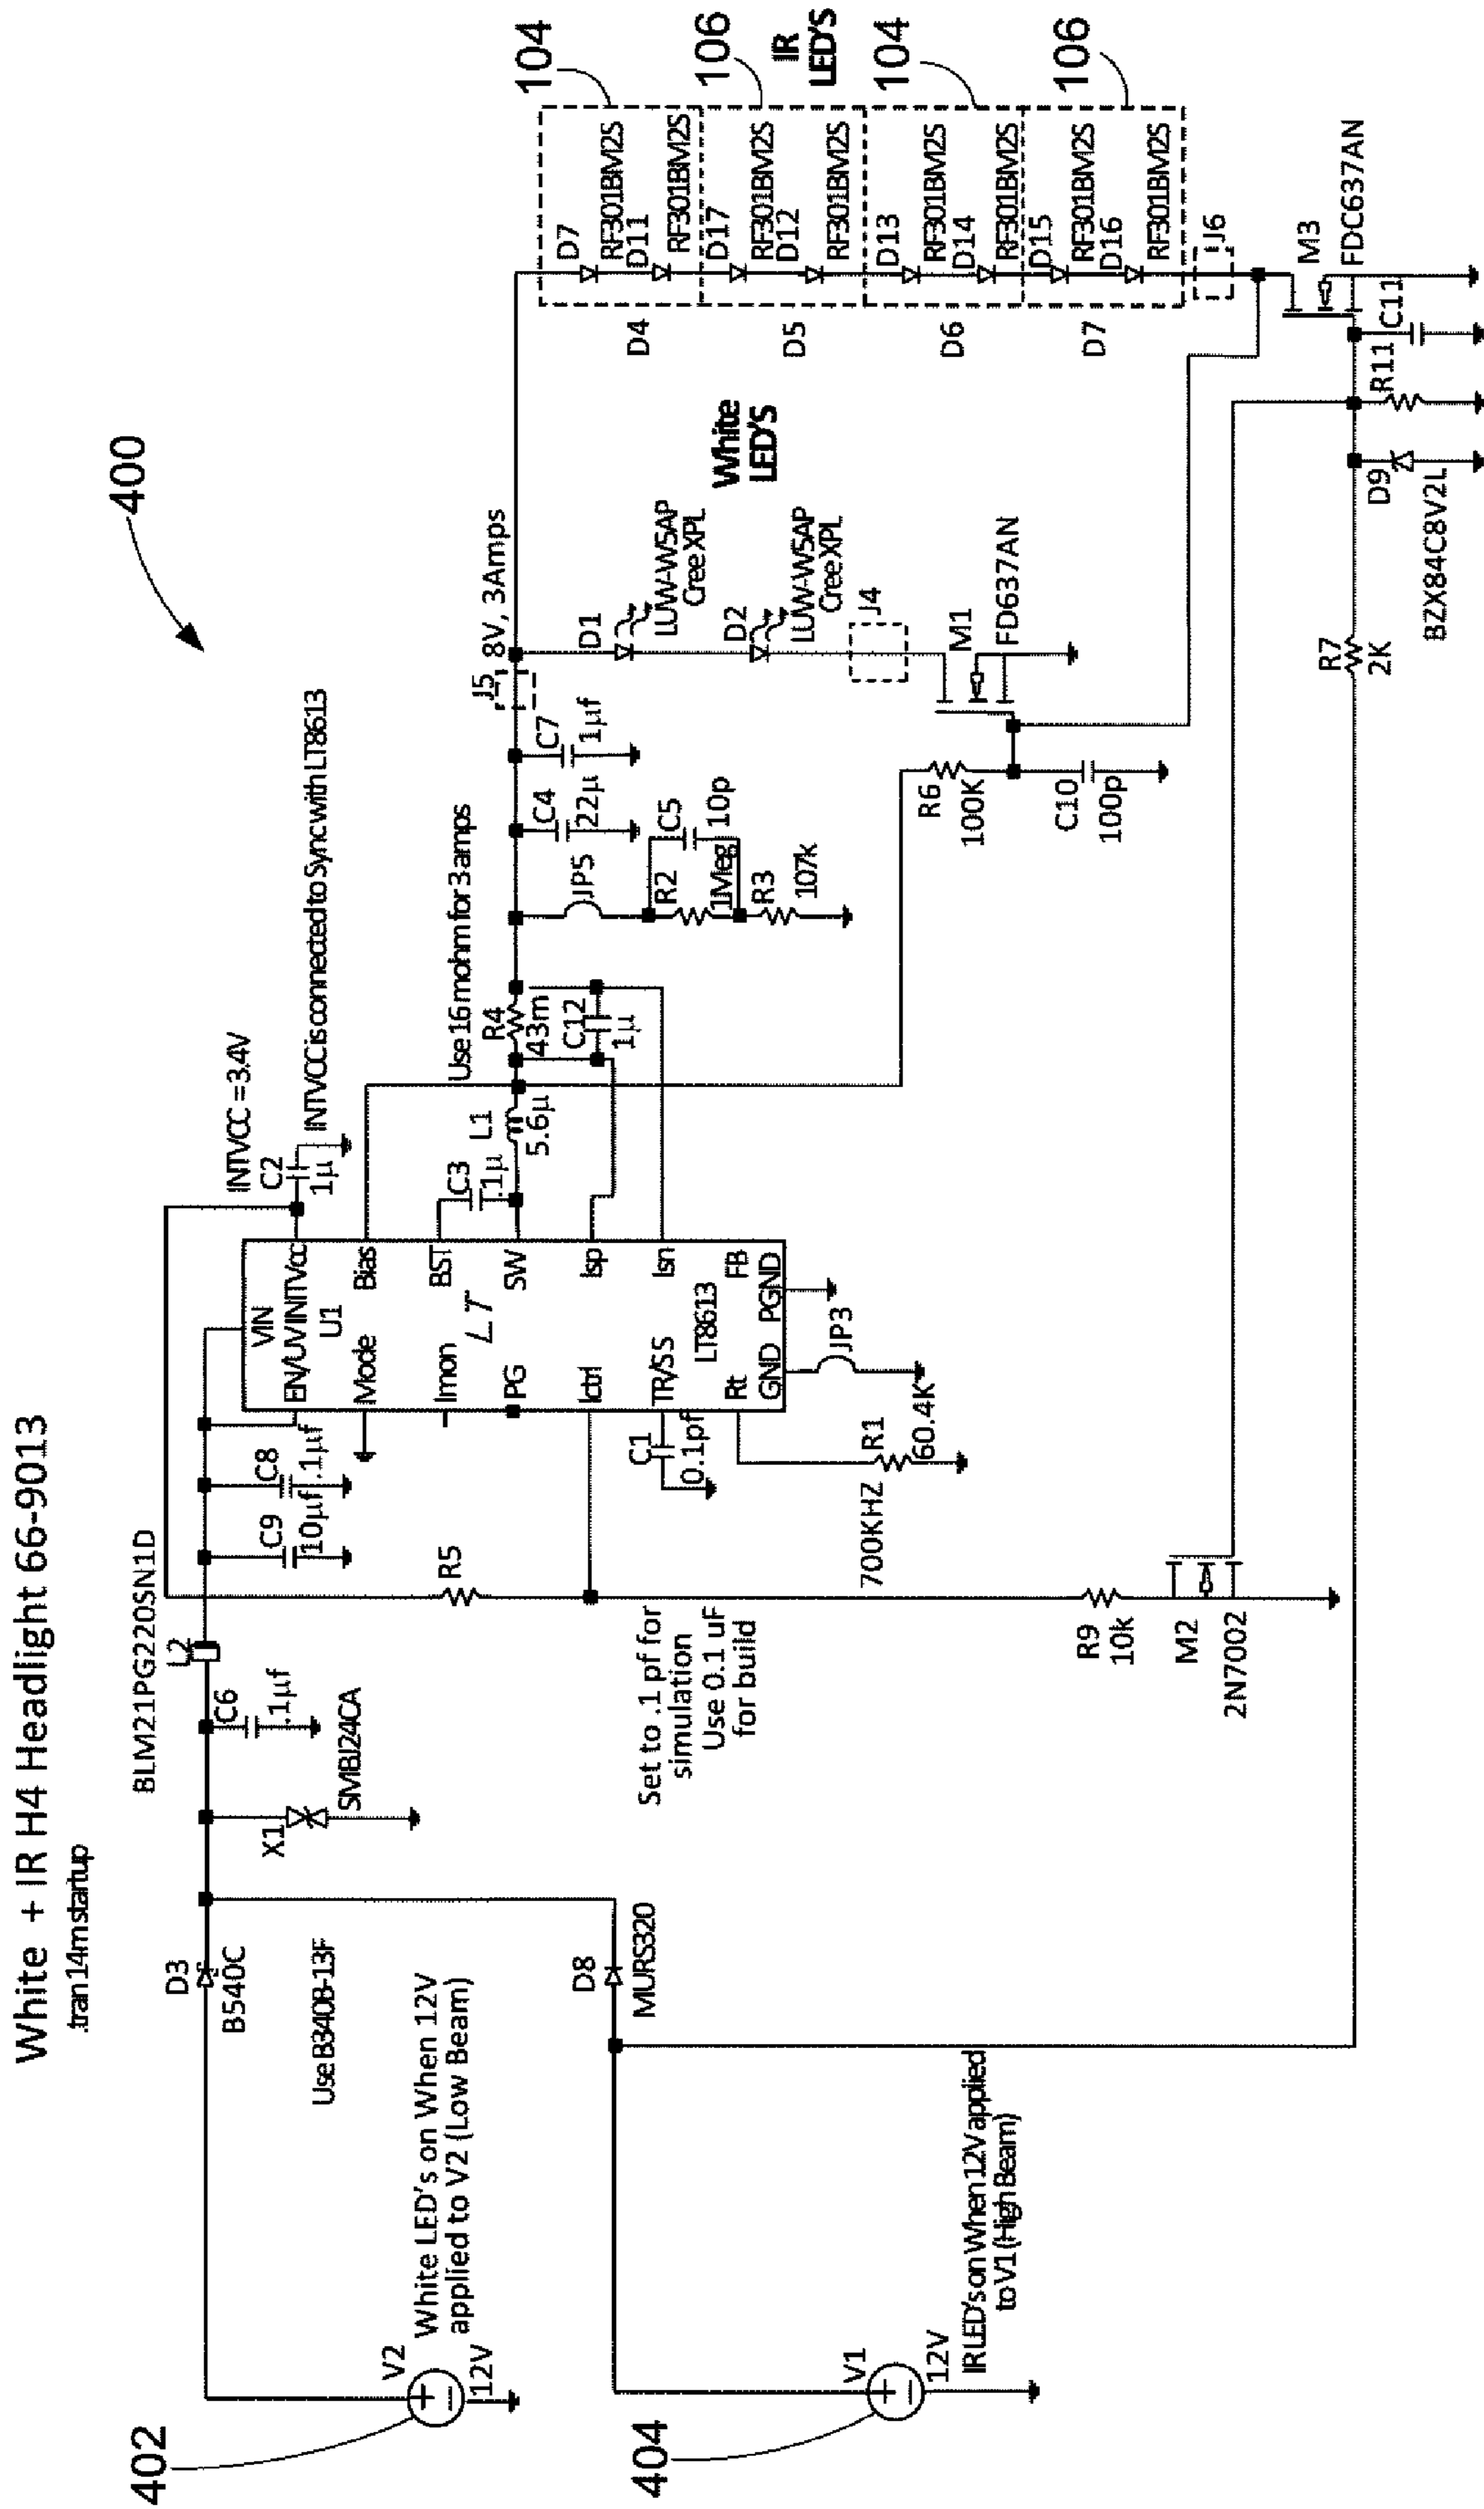 White + IR H4 Headlight 66-9013
.tran 14m startup
400
402
V2
12V
White LED's on When 12V
applied to V2 (Low Beam)
404
V1
12V
IR LED's on When 12V applied
to V1 (High Beam)
D3
B540C
Use B340B-13F
D8
MURS320
X1
SMBJ24CA
C6
.1µf
BLM21PG220SN1D
L2
C9
10µf
C8
.1µf
R5
Set to .1 pf for
simulation
Use 0.1 uF
for build
R9
10k
M2
2N7002
VIN
EN/UVINTVcc
U1
Mode
Bias
Imon
BST
LT
PG
SW
Ictrl
Isp
TR/SS
Isn
LT8613
Rt
FB
GND
PGND
JP3
C1
0.1pf
R1
60.4K
700KHZ
INTVCC = 3.4V
C2
1µ
INTVCC is connected to Sync with LT8613
C3
.1µ
L1
5.6µ
Use 16 mohm for 3 amps
R4
43m
C12
1µ
JP5
R2
1Meg
C5
10p
R3
107k
C4
22µ
C7
1µf
J5
8V, 3Amps
D1
LUW-W5AP
Cree XPL
D2
LUW-W5AP
Cree XPL
White
LED'S
J4
M1
FD637AN
R6
100K
C10
100p
104
106
IR
LED'S
104
106
D7
RF301BM2S
D11
RF301BM2S
D17
RF301BM2S
D12
RF301BM2S
D13
RF301BM2S
D14
RF301BM2S
D15
RF301BM2S
D16
RF301BM2S
D4
D5
D6
D7
J6
M3
FDC637AN
C11
R11
D9
BZX84C8V2L
R7
2K